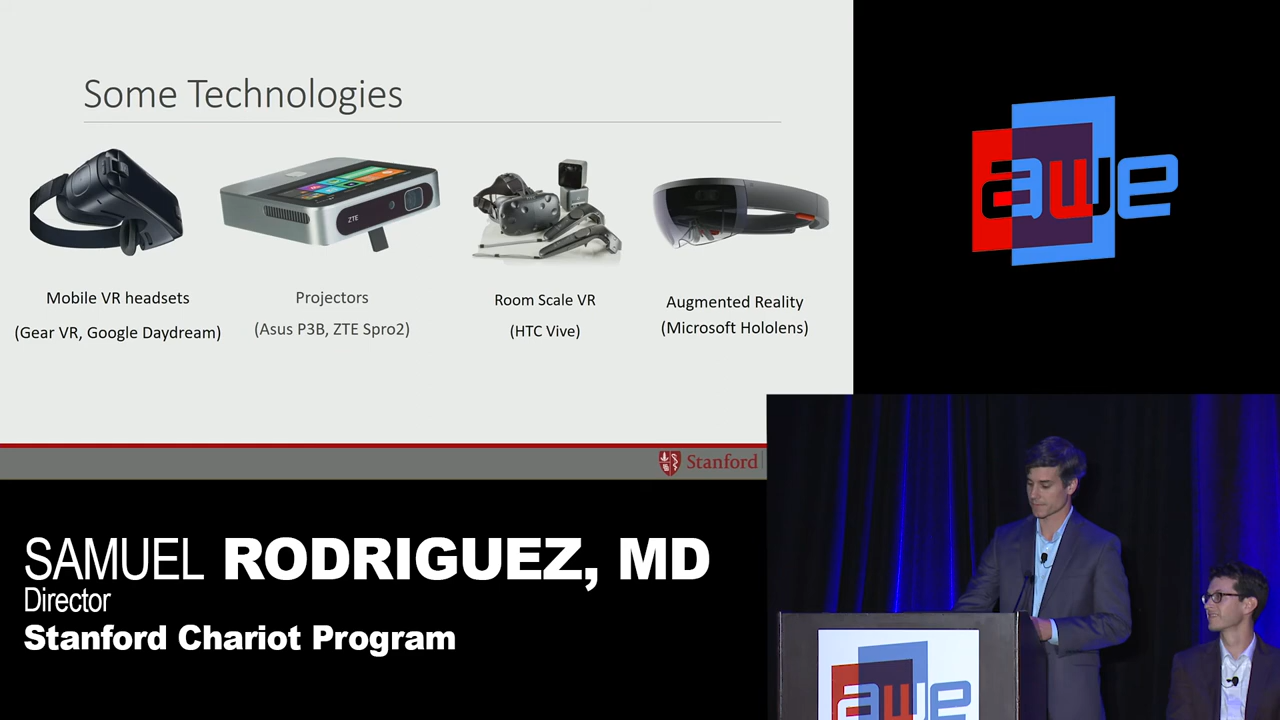 Some Technologies
ZTE
Mobile VR headsets
(Gear VR, Google Daydream)
Projectors
(Asus P3B, ZTE Spro2)
Room Scale VR
(HTC Vive)
Augmented Reality
(Microsoft Hololens)
Stanford
awe
SAMUEL RODRIGUEZ, MD
Director
Stanford Chariot Program
awe